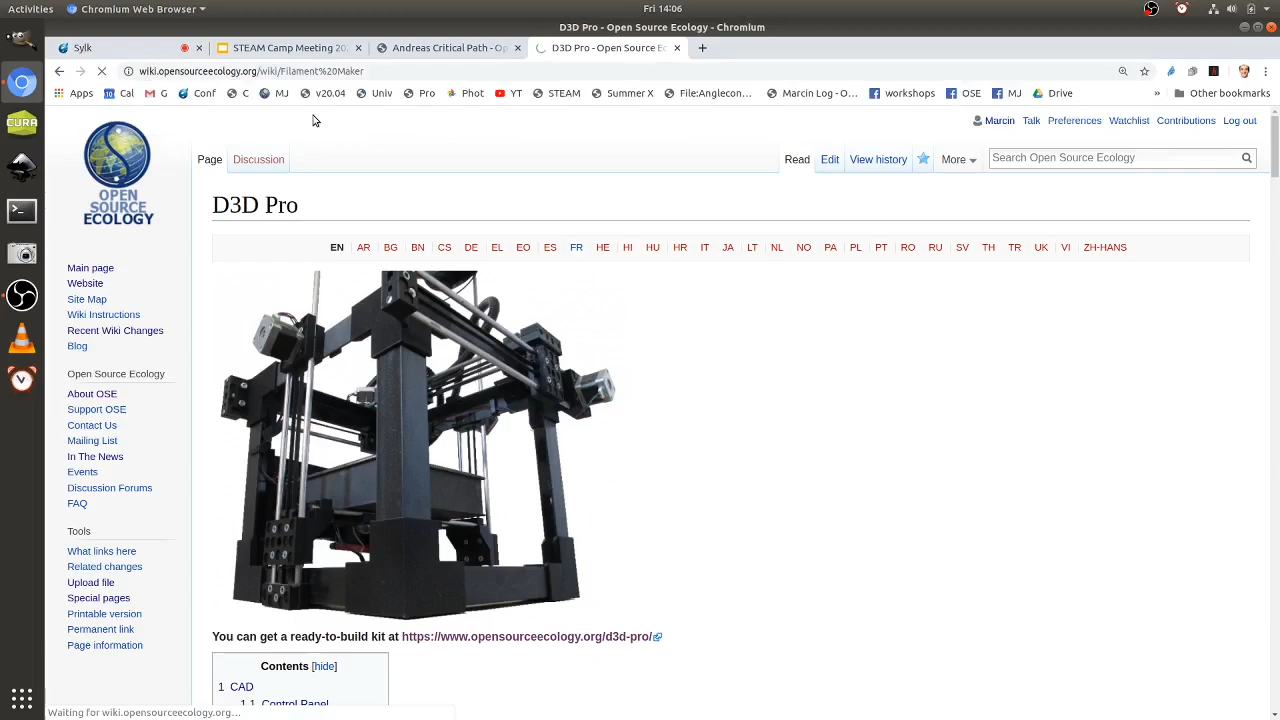 Activities Chromium Web Browser Fri 14:06
D3D Pro - Open Source Ecology - Chromium
Sylk STEAM Camp Meeting 202 Andreas Critical Path - Op D3D Pro - Open Source Ec
wiki.opensourceecology.org/wiki/Filament%20Maker
Apps Cal M G Conf C MJ v20.04 Univ Pro Phot YT STEAM Summer X File:Anglecon... Marcin Log - O... workshops OSE MJ Drive » Other bookmarks
Marcin Talk Preferences Watchlist Contributions Log out
Page Discussion Read Edit View history More Search Open Source Ecology
OPEN
SOURCE
ECOLOGY
D3D Pro
EN AR BG BN CS DE EL EO ES FR HE HI HU HR IT JA LT NL NO PA PL PT RO RU SV TH TR UK VI ZH-HANS
Main page
Website
Site Map
Wiki Instructions
Recent Wiki Changes
Blog
Open Source Ecology
About OSE
Support OSE
Contact Us
Mailing List
In The News
Events
Discussion Forums
FAQ
Tools
What links here
Related changes
Upload file
Special pages
Printable version
Permanent link
Page information
You can get a ready-to-build kit at https://www.opensourceecology.org/d3d-pro/
Contents [hide]
1 CAD
1.1 Control Panel
Waiting for wiki.opensourceecology.org...
CURA